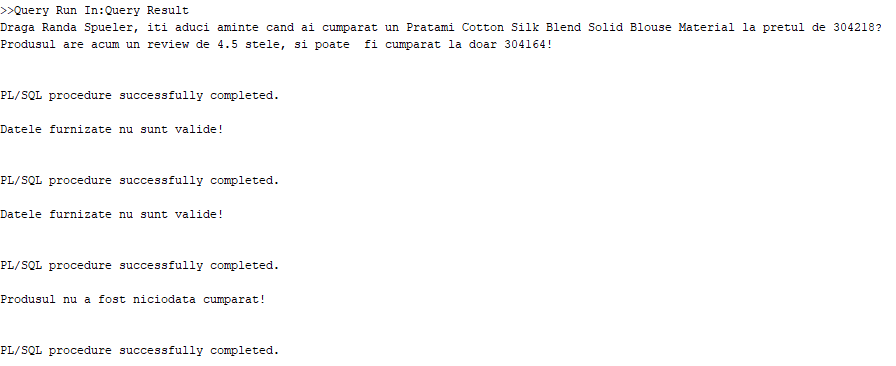 >>Query Run In:Query Result
Draga Randa Spueler, iti aduci aminte cand ai cumparat un Pratami Cotton Silk Blend Solid Blouse Material la pretul de 304218?
Produsul are acum un review de 4.5 stele, si poate  fi cumparat la doar 304164!
PL/SQL procedure successfully completed.
Datele furnizate nu sunt valide!
PL/SQL procedure successfully completed.
Datele furnizate nu sunt valide!
PL/SQL procedure successfully completed.
Produsul nu a fost niciodata cumparat!
PL/SQL procedure successfully completed.